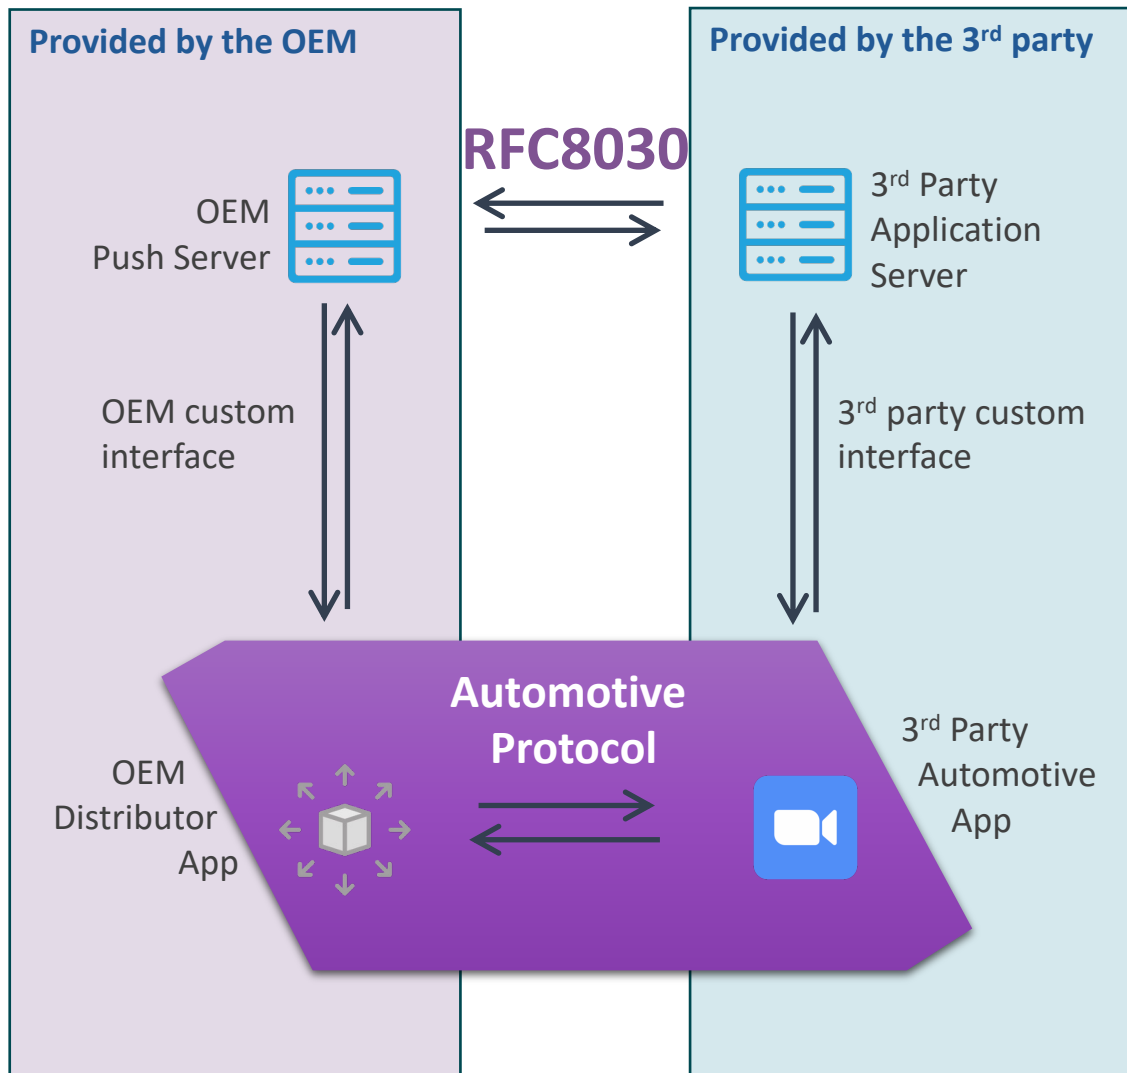 Provided by the OEM
Provided by the 3rd party
RFC8030
OEM
Push Server
3rd Party
Application
Server
OEM custom
interface
3rd party custom
interface
Automotive
Protocol
OEM
Distributor
App
3rd Party
Automotive
App